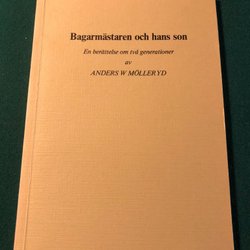 Bagarmästaren och hans son
En berättelse om två generationer
av
ANDERS W MÖLLERYD